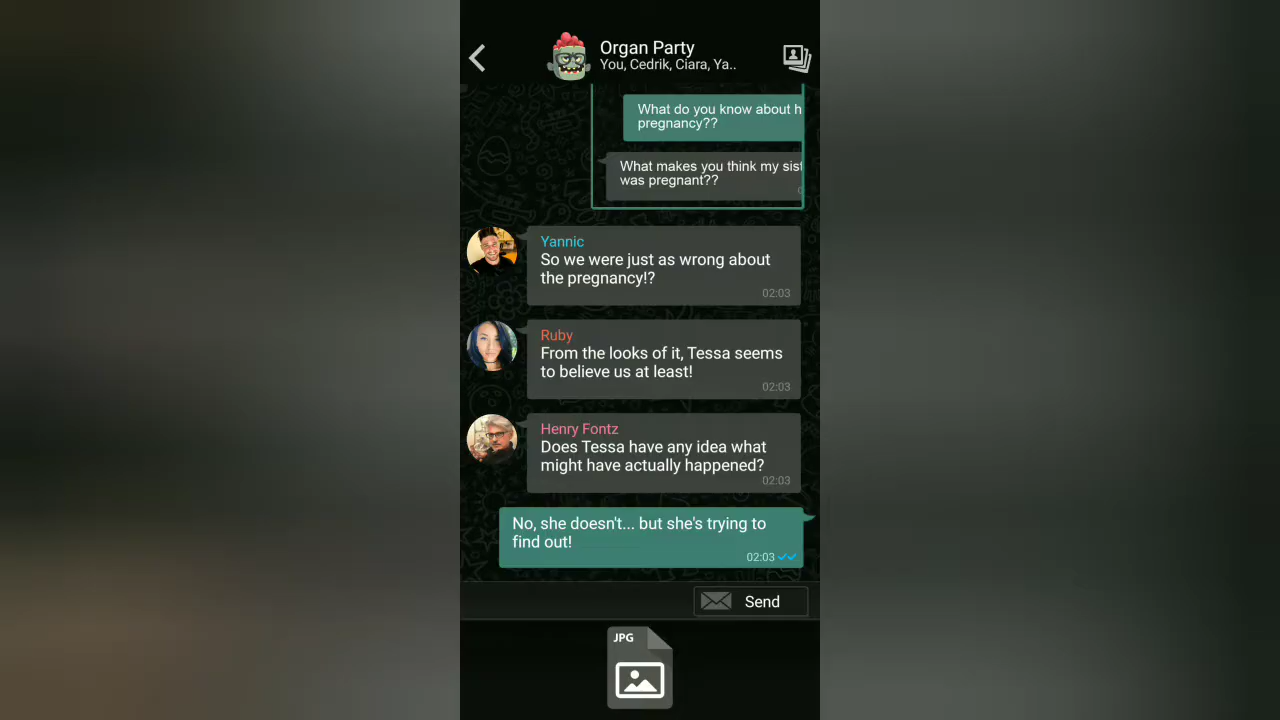 Organ Party
You, Cedrik, Ciara, Ya..
What do you know about h
pregnancy??
What makes you think my sist
was pregnant??
Yannic
So we were just as wrong about
the pregnancy!?
02:03
Ruby
From the looks of it, Tessa seems
to believe us at least!
02:03
Henry Fontz
Does Tessa have any idea what
might have actually happened?
02:03
No, she doesn't... but she's trying to
find out!
02:03
Send
JPG